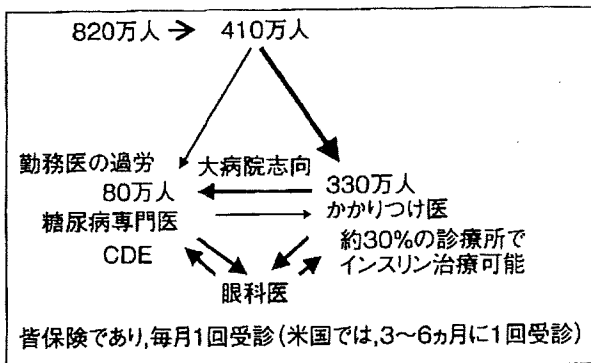 820万人 → 410万人
勤務医の過労
大病院志向
80万人
330万人
糖尿病専門医
かかりつけ医
CDE
約30%の診療所で
インスリン治療可能
眼科医
皆保険であり,毎月1回受診(米国では,3〜6ヵ月に1回受診)